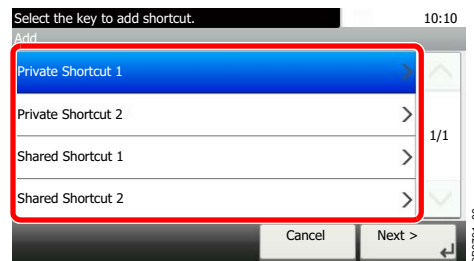 Select the key to add shortcut.
10:10
Add
Private Shortcut 1
Private Shortcut 2
1/1
Shared Shortcut 1
Shared Shortcut 2
Cancel
Next >